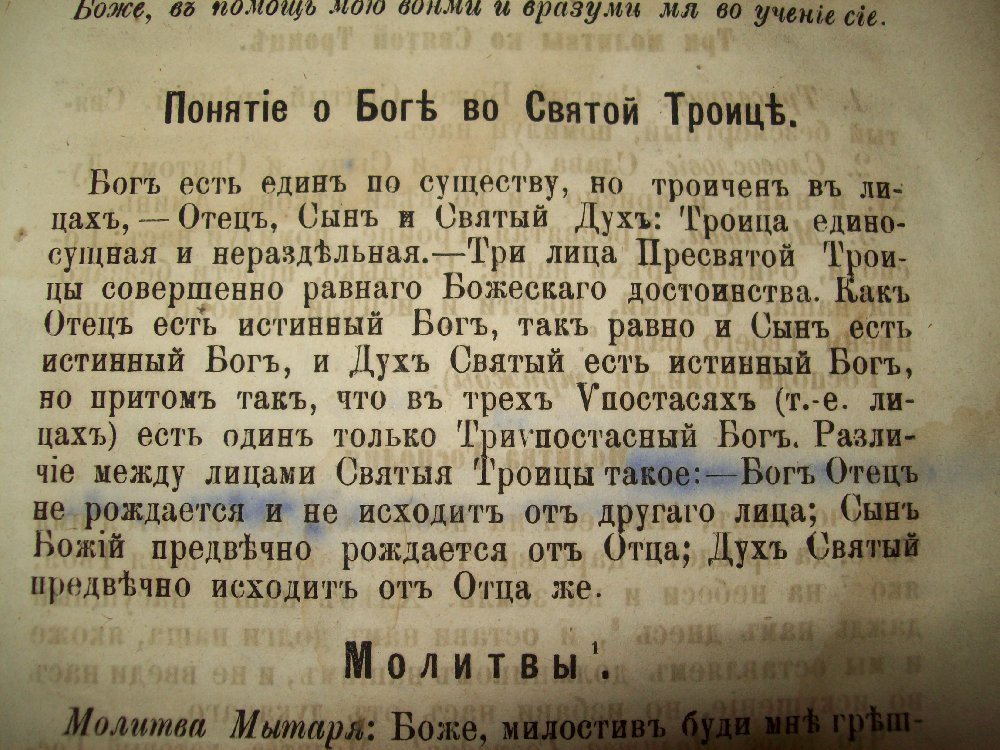 Боже, въ помощь мою вонми и вразуми мя во ученіе сіе.
Понятіе о Богѣ во Святой Троицѣ.
Богъ есть единъ по существу, но троиченъ въ ли-
цахъ, — Отецъ, Сынъ и Святый Духъ: Троица едино-
сущная и нераздѣльная.—Три лица Пресвятой Трои-
цы совершенно равнаго Божескаго достоинства. Какъ
Отецъ есть истинный Богъ, такъ равно и Сынъ есть
истинный Богъ, и Духъ Святый есть истинный Богъ,
но притомъ такъ, что въ трехъ Ѵпостасяхъ (т.-е. ли-
цахъ) есть одинъ только Триѵпостасный Богъ. Разли-
чіе между лицами Святыя Троицы такое:—Богъ Отецъ
не рождается и не исходитъ отъ другаго лица; Сынъ
Божій предвѣчно рождается отъ Отца; Духъ Святый
предвѣчно исходитъ отъ Отца же.
Молитвы¹.
Молитва Мытаря: Боже, милостивъ буди мнѣ грѣш-